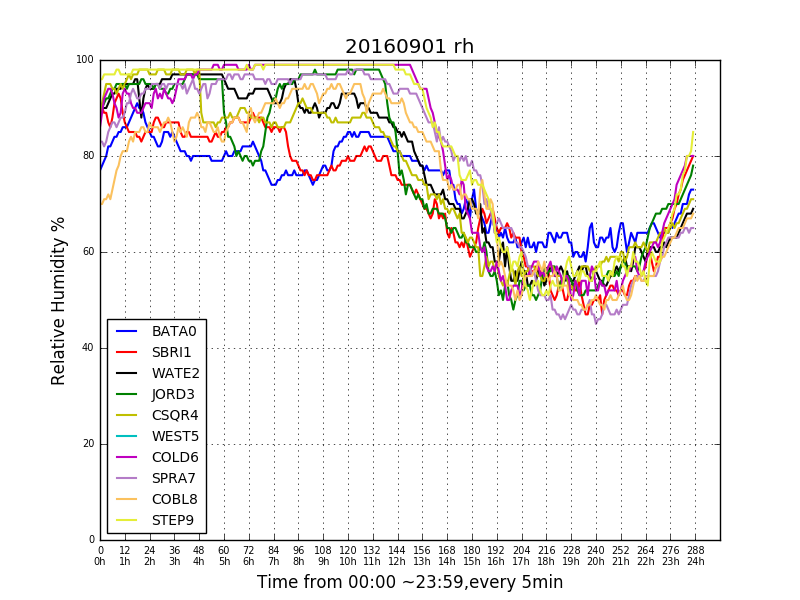 20160901 rh
Relative Humidity %
100
80
60
40
20
0
BATA0
SBRI1
WATE2
JORD3
CSQR4
WEST5
COLD6
SPRA7
COBL8
STEP9
0 12 24 36 48 60 72 84 96 108 120 132 144 156 168 180 192 204 216 228 240 252 264 276 288
0h 1h 2h 3h 4h 5h 6h 7h 8h 9h 10h 11h 12h 13h 14h 15h 16h 17h 18h 19h 20h 21h 22h 23h 24h
Time from 00:00 ~23:59,every 5min